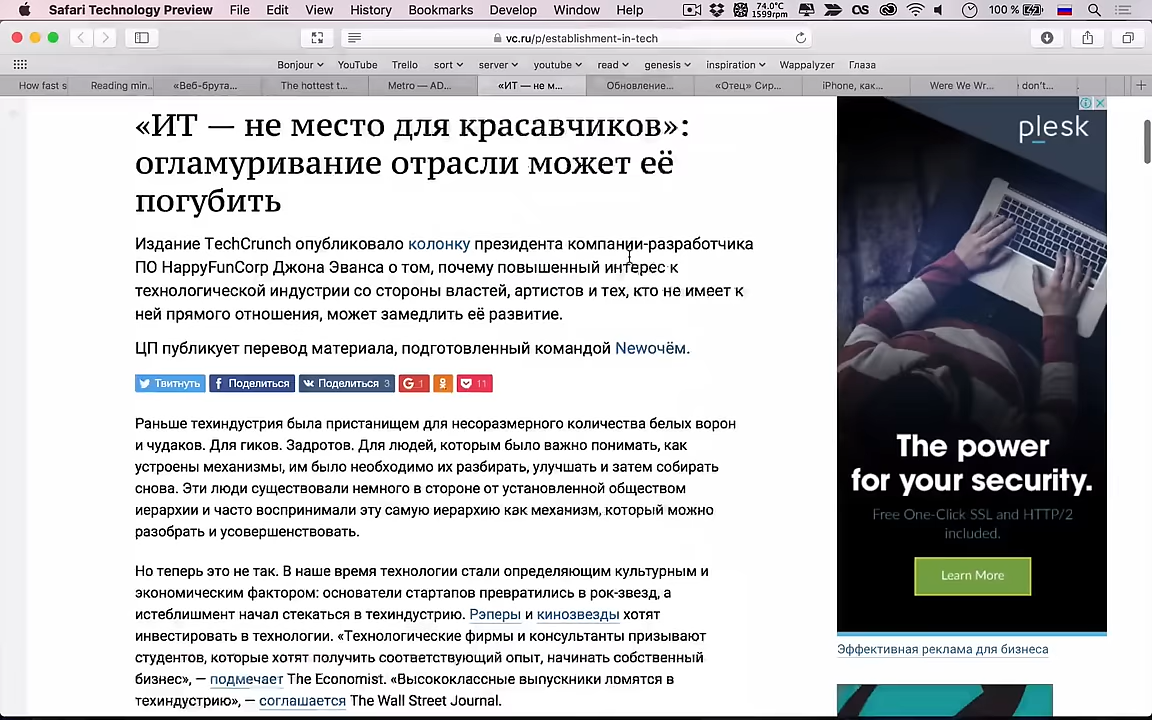 Safari Technology Preview File Edit View History Bookmarks Develop Window Help 74.0°C 1599rpm OS 100 %
vc.ru/p/establishment-in-tech
Bonjour YouTube Trello sort server youtube read genesis inspiration Wappalyzer Глаза
How fast s Reading min... «Веб-брута... The hottest t... Metro — AD... «ИТ — не м... Обновление... «Отец» Сир... iPhone, как... Were We Wr... don't...
«ИТ — не место для красавчиков»:
огламуривание отрасли может её
погубить
Издание TechCrunch опубликовало колонку президента компании-разработчика
ПО HappyFunCorp Джона Эванса о том, почему повышенный интерес к
технологической индустрии со стороны властей, артистов и тех, кто не имеет к
ней прямого отношения, может замедлить её развитие.
ЦП публикует перевод материала, подготовленный командой Newочём.
Твитнуть Поделиться Поделиться 3 G 1 11
Раньше техиндустрия была пристанищем для несоразмерного количества белых ворон
и чудаков. Для гиков. Задротов. Для людей, которым было важно понимать, как
устроены механизмы, им было необходимо их разбирать, улучшать и затем собирать
снова. Эти люди существовали немного в стороне от установленной обществом
иерархии и часто воспринимали эту самую иерархию как механизм, который можно
разобрать и усовершенствовать.
Но теперь это не так. В наше время технологии стали определяющим культурным и
экономическим фактором: основатели стартапов превратились в рок-звезд, а
истеблишмент начал стекаться в техиндустрию. Рэперы и кинозвезды хотят
инвестировать в технологии. «Технологические фирмы и консультанты призывают
студентов, которые хотят получить соответствующий опыт, начинать собственный
бизнес», — подмечает The Economist. «Высококлассные выпускники ломятся в
техиндустрию», — соглашается The Wall Street Journal.
plesk
The power
for your security.
Free One-Click SSL and HTTP/2
included.
Learn More
Эффективная реклама для бизнеса